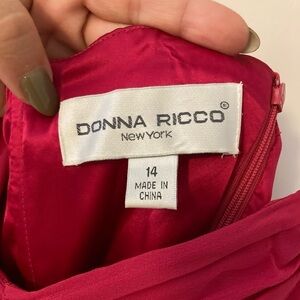 DONNA RICCO®
New York
14
MADE IN
CHINA